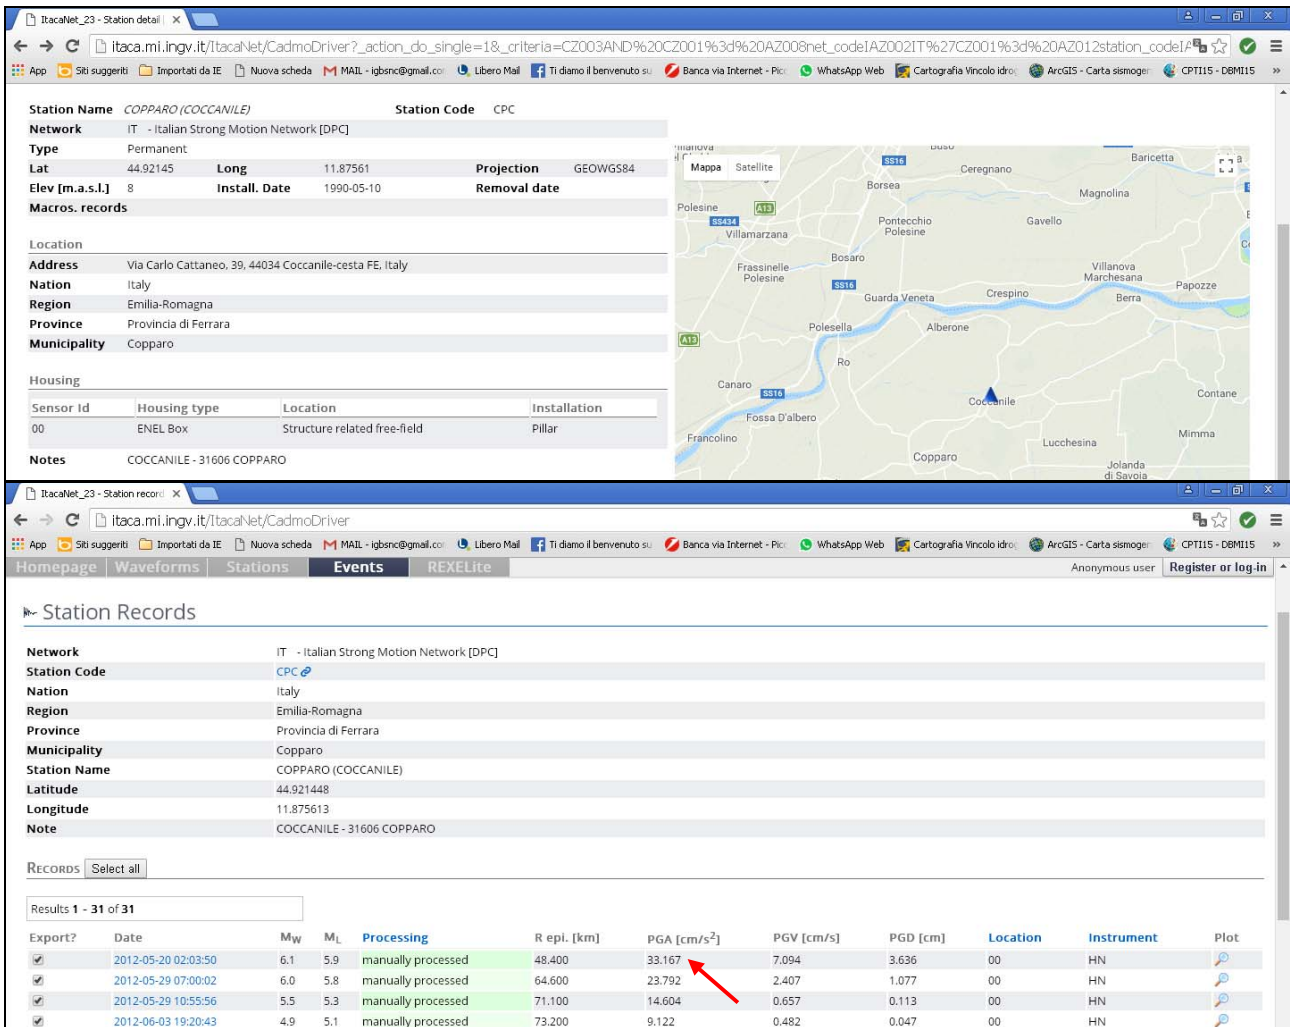 ItacaNet_23 - Station detail
itaca.mi.ingv.it/ItacaNet/CadmoDriver?_action_do_single=1&_criteria=CZ003AND%20CZ001%3d%20AZ008net_codeIAZ002IT%27CZ001%3d%20AZ012station_codeIA
App Siti suggeriti Importati da IE Nuova scheda MAIL - igbsnc@gmail.co Libero Mail Ti diamo il benvenuto su Banca via Internet - Picc WhatsApp Web Cartografia Vincolo idro ArcGIS - Carta sismoger CPTI15 - DBMI15 »
Station Name COPPARO (COCCANILE) Station Code CPC
Network IT - Italian Strong Motion Network [DPC]
Type Permanent
Lat 44.92145 Long 11.87561 Projection GEOWGS84
Elev [m.a.s.l.] 8 Install. Date 1990-05-10 Removal date
Macros. records
Location
Address Via Carlo Cattaneo, 39, 44034 Coccanile-cesta FE, Italy
Nation Italy
Region Emilia-Romagna
Province Provincia di Ferrara
Municipality Copparo
Housing
Sensor Id Housing type Location Installation
00 ENEL Box Structure related free-field Pillar
Notes COCCANILE - 31606 COPPARO
Mappa Satellite
SS16
Ceregnano
Baricetta
Borsea
Magnolina
Polesine
A13
SS434
Villamarzana
Pontecchio
Polesine
Gavello
Bosaro
Frassinelle
Polesine
SS16
Guarda Veneta
Crespino
Villanova
Marchesana
Berra
Papozze
Polesella
Alberone
A13
Ro
Canaro
SS16
Coccanile
Contane
Fossa D'albero
Francolino
Lucchesina
Mimma
Copparo
Jolanda
di Savoia
ItacaNet_23 - Station record
itaca.mi.ingv.it/ItacaNet/CadmoDriver
App Siti suggeriti Importati da IE Nuova scheda MAIL - igbsnc@gmail.co Libero Mail Ti diamo il benvenuto su Banca via Internet - Picc WhatsApp Web Cartografia Vincolo idro ArcGIS - Carta sismoger CPTI15 - DBMI15 »
Homepage Waveforms Stations Events REXELite Anonymous user Register or log-in
Station Records
Network IT - Italian Strong Motion Network [DPC]
Station Code CPC
Nation Italy
Region Emilia-Romagna
Province Provincia di Ferrara
Municipality Copparo
Station Name COPPARO (COCCANILE)
Latitude 44.921448
Longitude 11.875613
Note COCCANILE - 31606 COPPARO
RECORDS Select all
Results 1 - 31 of 31
Export? Date MW ML Processing R epi. [km] PGA [cm/s2] PGV [cm/s] PGD [cm] Location Instrument Plot
2012-05-20 02:03:50 6.1 5.9 manually processed 48.400 33.167 7.094 3.636 00 HN
2012-05-29 07:00:02 6.0 5.8 manually processed 64.600 23.792 2.407 1.077 00 HN
2012-05-29 10:55:56 5.5 5.3 manually processed 71.100 14.604 0.657 0.113 00 HN
2012-06-03 19:20:43 4.9 5.1 manually processed 73.200 9.122 0.482 0.047 00 HN